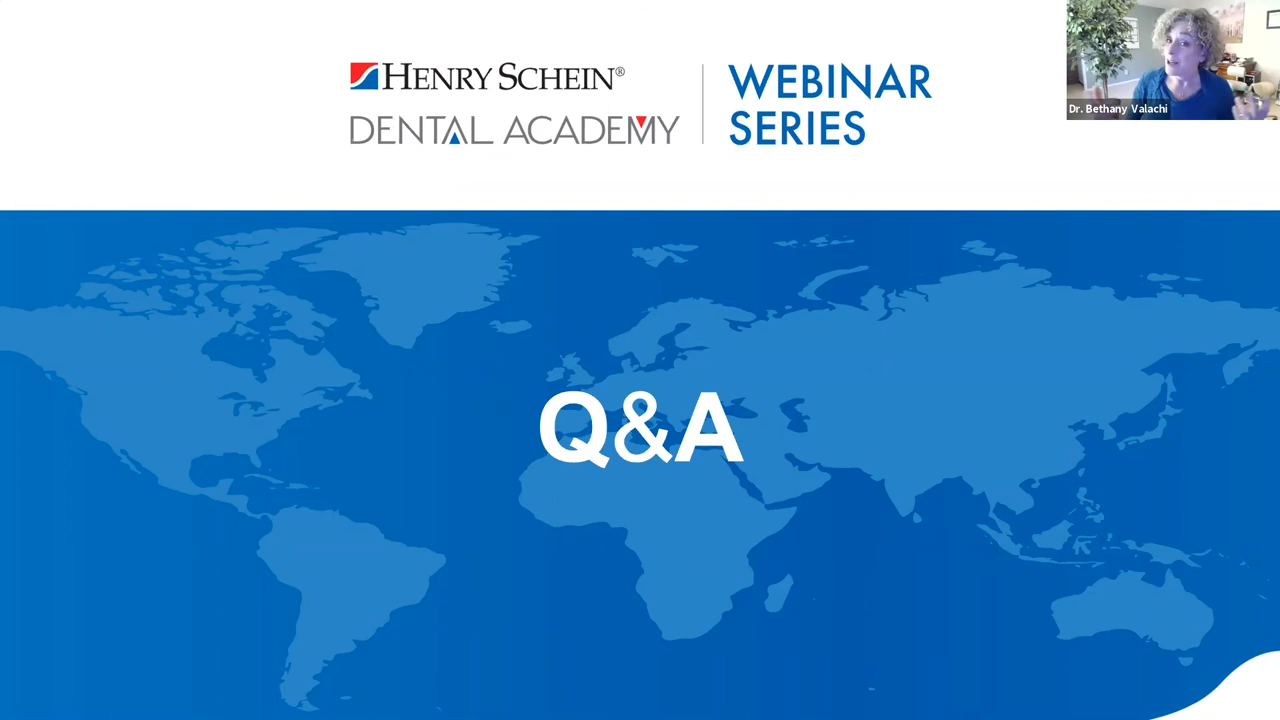 HENRY SCHEIN®
DENTAL ACADEMY
WEBINAR
SERIES
Dr. Bethany Valachi
Q&A